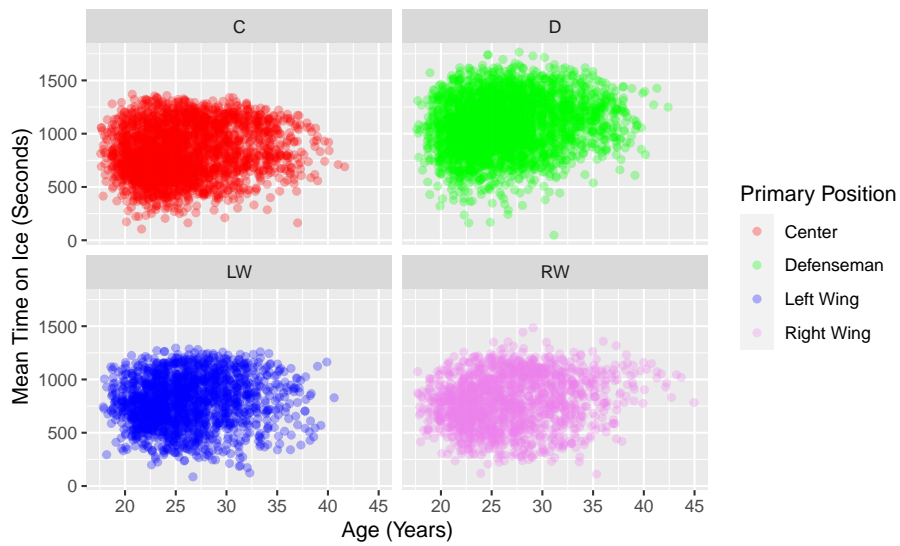 C
D
1500
1000
500
0
LW
RW
1500
1000
500
0
20 25 30 35 40 45
20 25 30 35 40 45
Age (Years)
Mean Time on Ice (Seconds)
Primary Position
Center
Defenseman
Left Wing
Right Wing